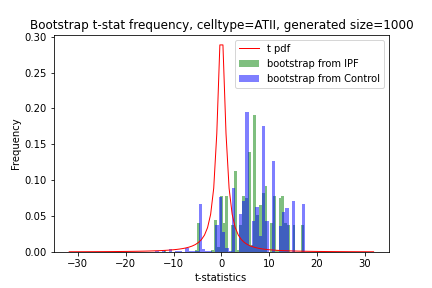 Bootstrap t-stat frequency, celltype=ATII, generated size=1000
0.30
0.25
0.20
0.15
0.10
0.05
0.00
Frequency
t pdf
bootstrap from IPF
bootstrap from Control
−30 −20 −10 0 10 20 30
t-statistics